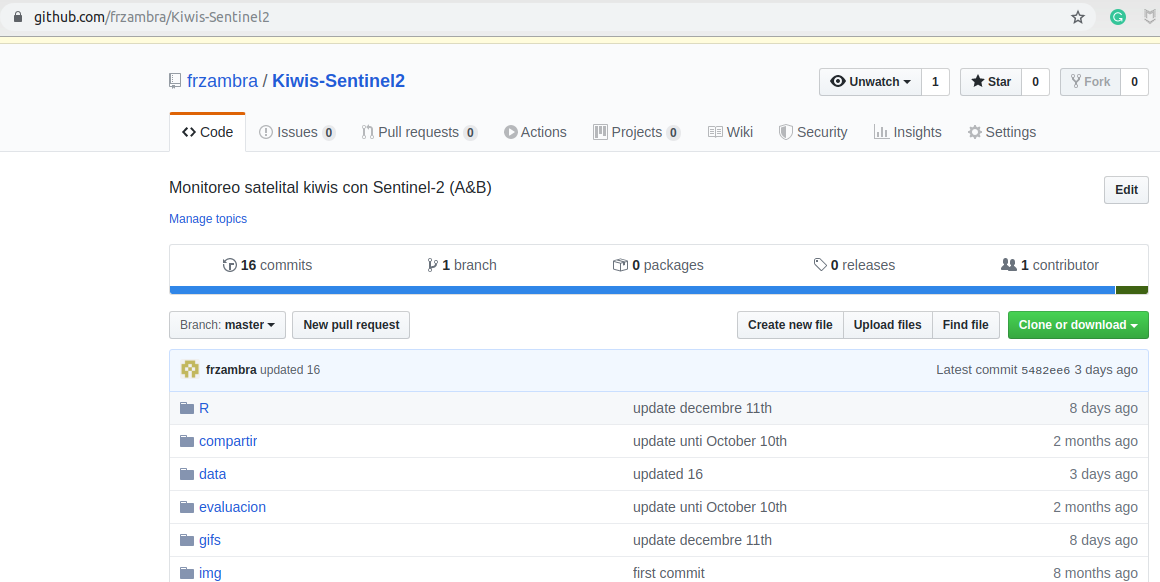 github.com/frzambra/Kiwis-Sentinel2
frzambra / Kiwis-Sentinel2
Unwatch 1 Star 0 Fork 0
Code Issues 0 Pull requests 0 Actions Projects 0 Wiki Security Insights Settings
Monitoreo satelital kiwis con Sentinel-2 (A&B)
Edit
Manage topics
16 commits 1 branch 0 packages 0 releases 1 contributor
Branch: master New pull request Create new file Upload files Find file Clone or download
frzambra updated 16 Latest commit 5482ee6 3 days ago
R update decembre 11th 8 days ago
compartir update unti October 10th 2 months ago
data updated 16 3 days ago
evaluacion update unti October 10th 2 months ago
gifs update decembre 11th 8 days ago
img first commit 8 months ago